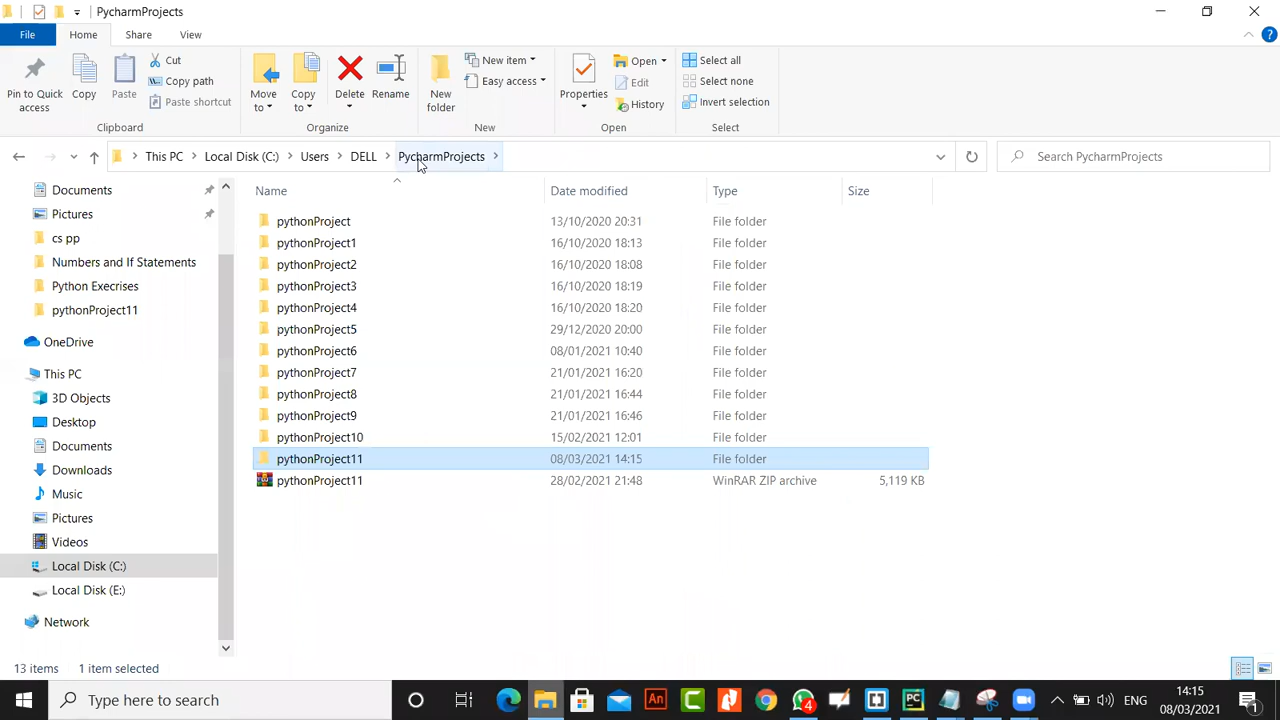 PycharmProjects
File Home Share View
Pin to Quick access
Copy
Paste
Cut
Copy path
Paste shortcut
Clipboard
Move to
Copy to
Delete
Rename
Organize
New folder
New item
Easy access
New
Properties
Open
Edit
History
Open
Select all
Select none
Invert selection
Select
This PC Local Disk (C:) Users DELL PycharmProjects
Search PycharmProjects
Documents
Pictures
cs pp
Numbers and If Statements
Python Execrises
pythonProject11
OneDrive
This PC
3D Objects
Desktop
Documents
Downloads
Music
Pictures
Videos
Local Disk (C:)
Local Disk (E:)
Network
Name Date modified Type Size
pythonProject 13/10/2020 20:31 File folder
pythonProject1 16/10/2020 18:13 File folder
pythonProject2 16/10/2020 18:08 File folder
pythonProject3 16/10/2020 18:19 File folder
pythonProject4 16/10/2020 18:20 File folder
pythonProject5 29/12/2020 20:00 File folder
pythonProject6 08/01/2021 10:40 File folder
pythonProject7 21/01/2021 16:20 File folder
pythonProject8 21/01/2021 16:44 File folder
pythonProject9 21/01/2021 16:46 File folder
pythonProject10 15/02/2021 12:01 File folder
pythonProject11 08/03/2021 14:15 File folder
pythonProject11 28/02/2021 21:48 WinRAR ZIP archive 5,119 KB
13 items 1 item selected
Type here to search
An
C
4
PC
ENG
14:15
08/03/2021
1